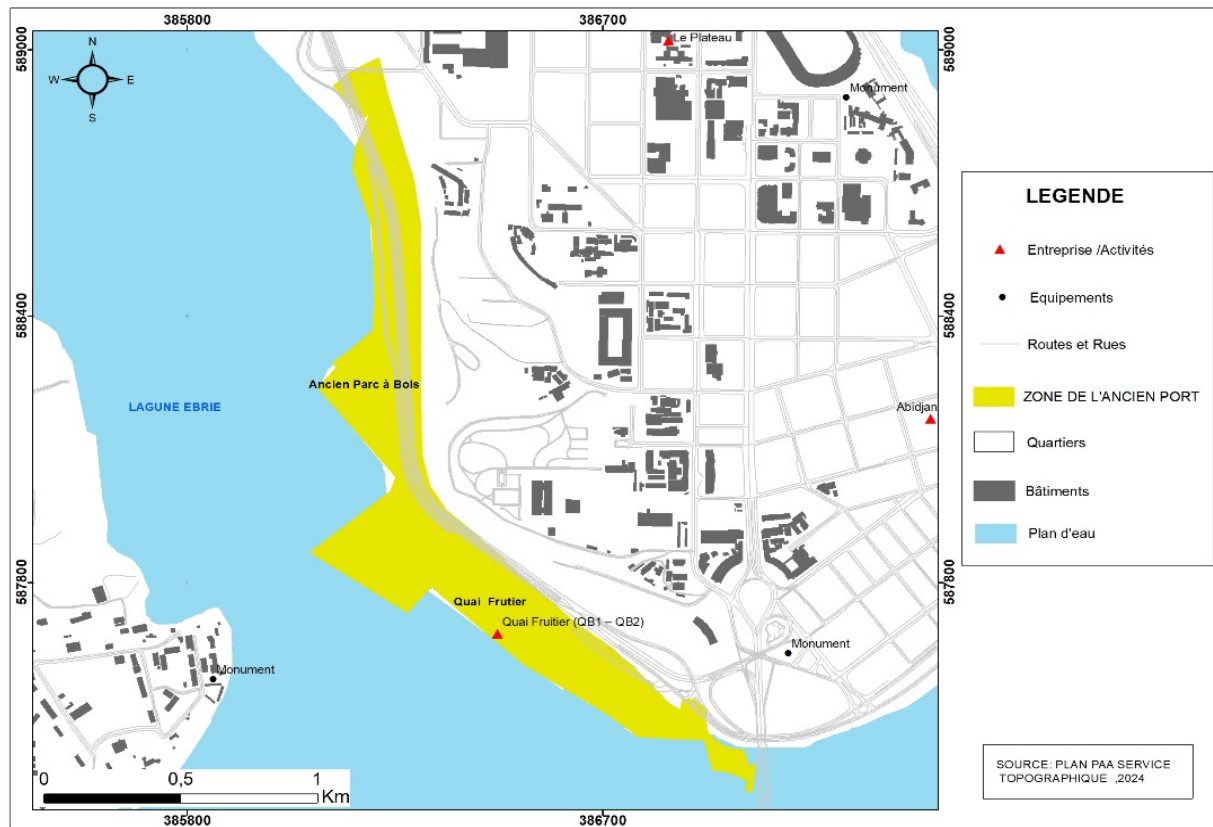 385800
386700
589000
589000
N
W
E
S
Le Plateau
Monument
LEGENDE
Entreprise /Activités
Equipements
Routes et Rues
ZONE DE L'ANCIEN PORT
Quartiers
Bâtiments
Plan d'eau
588400
588400
Ancien Parc à Bois
LAGUNE EBRIE
Abidjan
587800
587800
Quai Frutier
Quai Fruitier (QB1 – QB2)
Monument
Monument
0
0,5
1
Km
SOURCE: PLAN PAA SERVICE
TOPOGRAPHIQUE ,2024
385800
386700